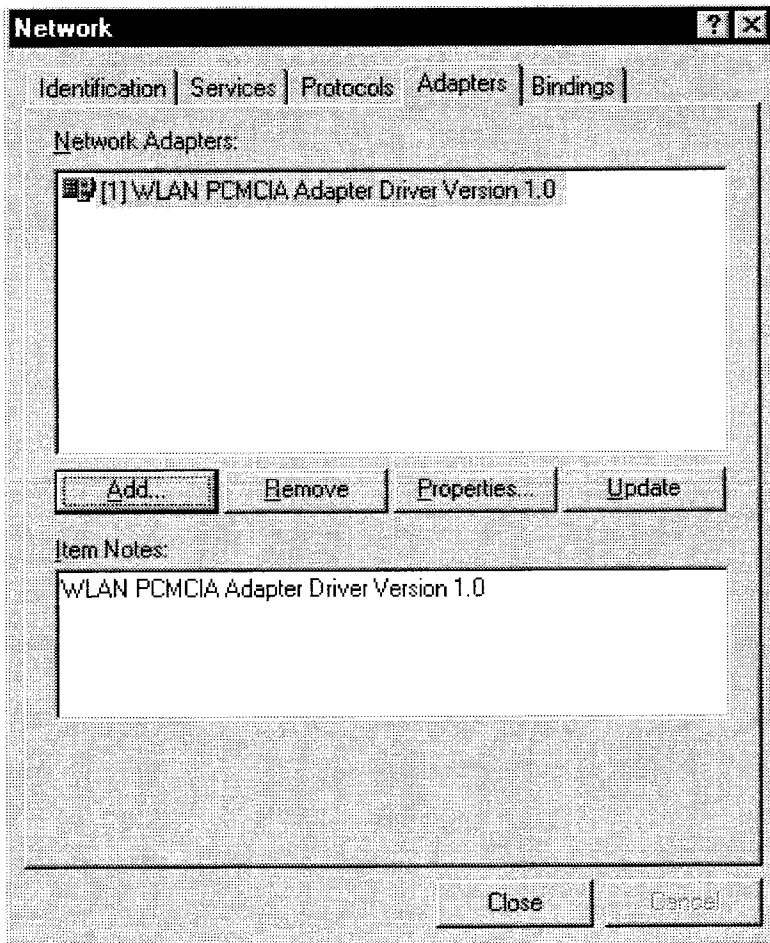 Network
Identification Services Protocols Adapters Bindings
Network Adapters:
[1] WLAN PCMCIA Adapter Driver Version 1.0
Add... Remove Properties... Update
Item Notes:
WLAN PCMCIA Adapter Driver Version 1.0
Close Cancel